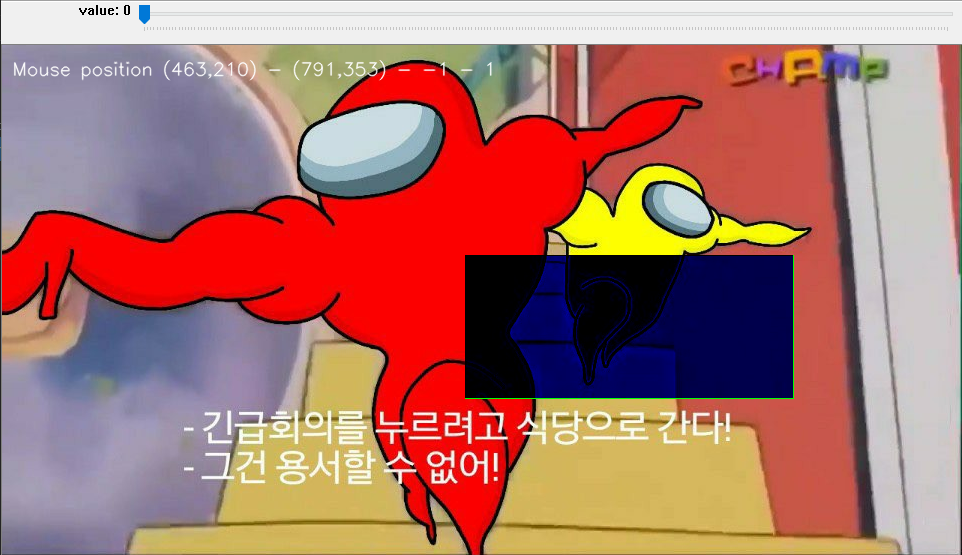 value: 0
Mouse position (463,210) - (791,353) - -1 - 1
CHAMP
- 긴급회의를 누르려고 식당으로 간다!
- 그건 용서할 수 없어!